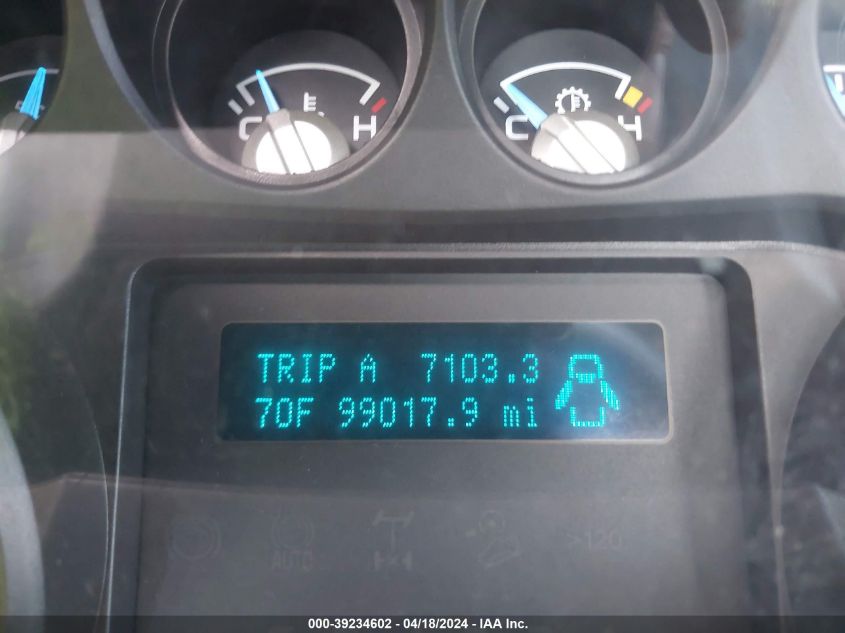 C H
C H
TRIP A 7103.3
70F 99017.9 mi
AUTO >120
000-39234602 - 04/18/2024 - IAA Inc.